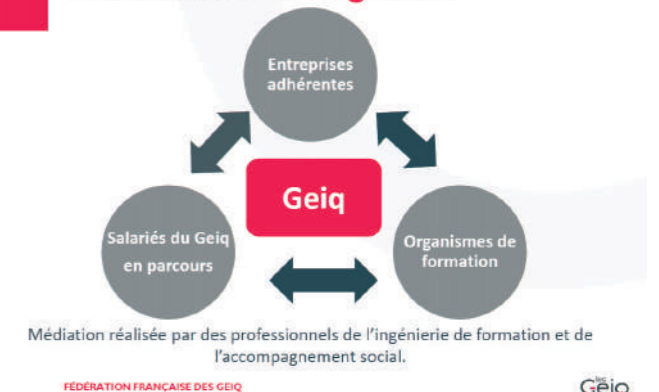 Entreprises
adhérentes
Geiq
Salariés du Geiq
en parcours
Organismes de
formation
Médiation réalisée par des professionnels de l'ingénierie de formation et de
l'accompagnement social.
FÉDÉRATION FRANÇAISE DES GEIQ
les
Geiq